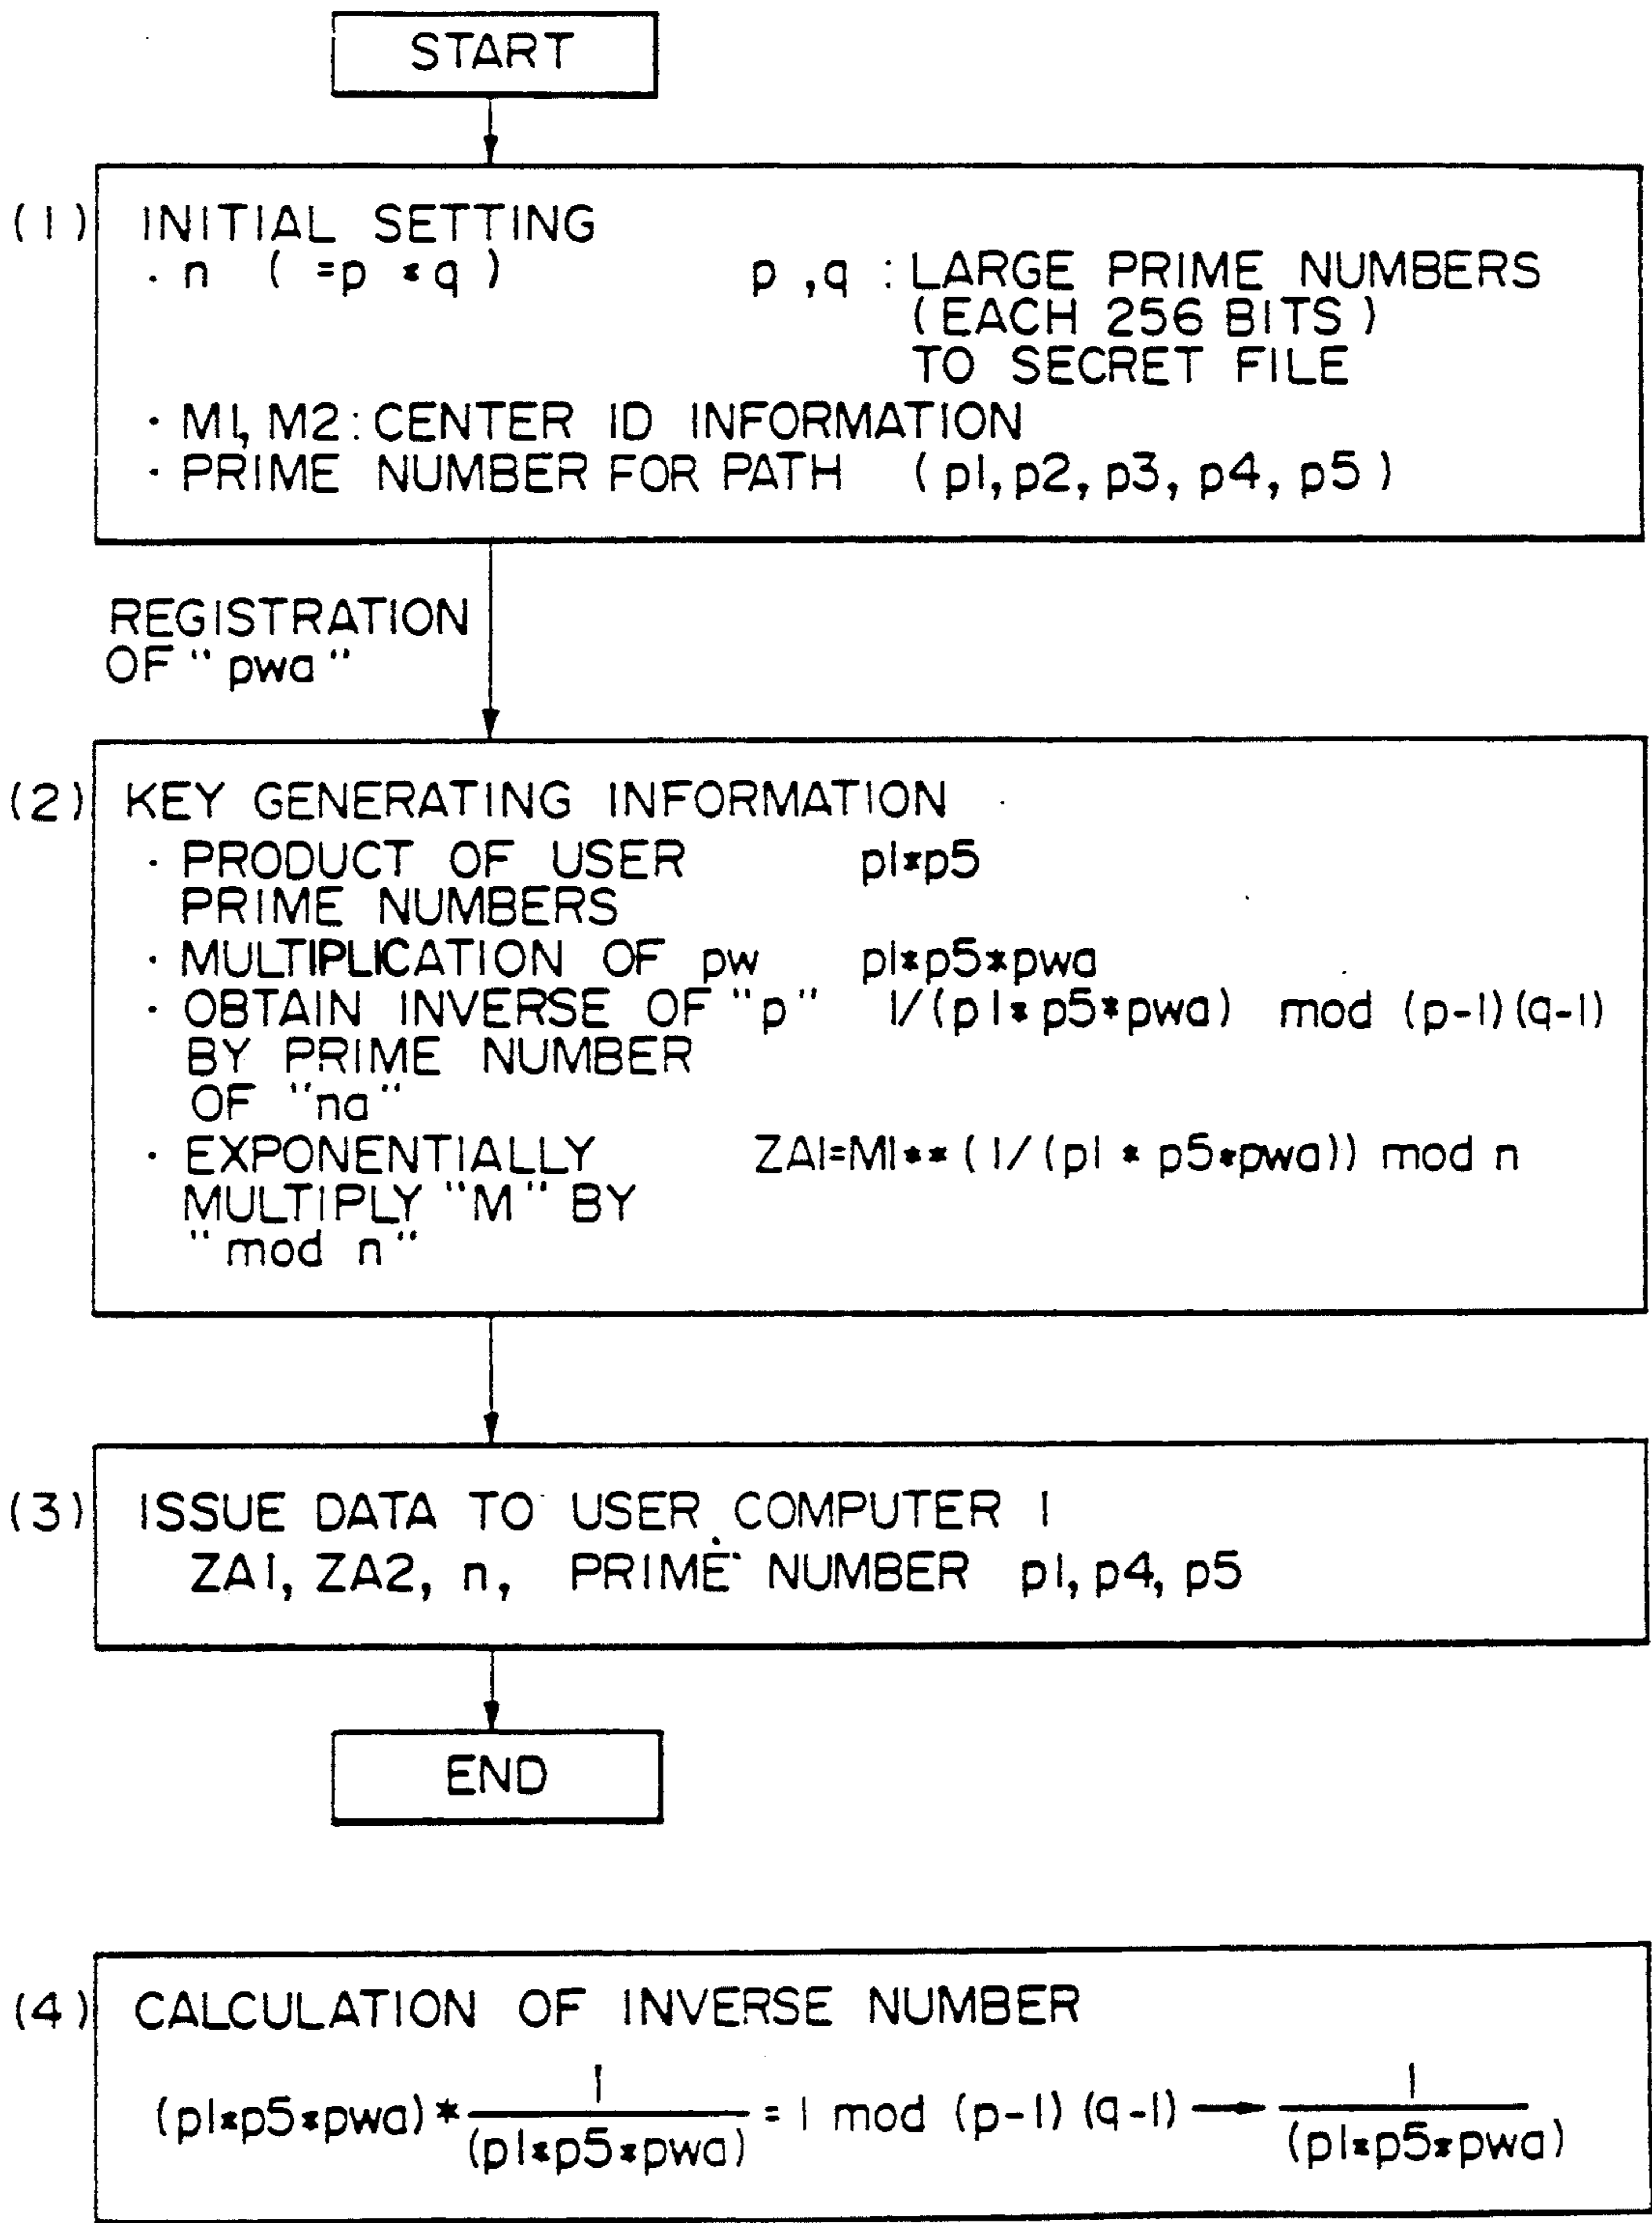 START
(1) INITIAL SETTING
· n ( =p * q ) p ,q : LARGE PRIME NUMBERS
(EACH 256 BITS)
TO SECRET FILE
· M1, M2 : CENTER ID INFORMATION
· PRIME NUMBER FOR PATH (p1, p2, p3, p4, p5)
REGISTRATION
OF "pwa"
(2) KEY GENERATING INFORMATION
· PRODUCT OF USER p1*p5
PRIME NUMBERS
· MULTIPLICATION OF pw p1*p5*pwa
· OBTAIN INVERSE OF "p" 1/(p1*p5*pwa) mod (p-1)(q-1)
BY PRIME NUMBER
OF "na"
· EXPONENTIALLY ZA1=M1**(1/(p1*p5*pwa)) mod n
MULTIPLY "M" BY
"mod n"
(3) ISSUE DATA TO USER COMPUTER 1
ZA1, ZA2, n, PRIME NUMBER p1, p4, p5
END
(4) CALCULATION OF INVERSE NUMBER
(p1*p5*pwa)*1/(p1*p5*pwa) = 1 mod (p-1)(q-1) → 1/(p1*p5*pwa)